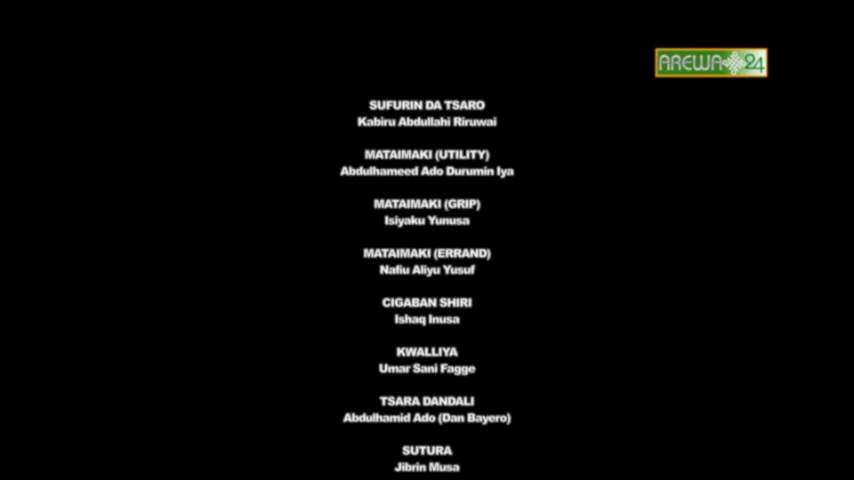 AREWA 24
SUFURIN DA TSARO
Kabiru Abdullahi Riruwai
MATAIMAKI (UTILITY)
Abdulhameed Ado Durumin Iya
MATAIMAKI (GRIP)
Isiyaku Yunusa
MATAIMAKI (ERRAND)
Nafiu Aliyu Yusuf
CIGABAN SHIRI
Ishaq Inusa
KWALLIYA
Umar Sani Fagge
TSARA DANDALI
Abdulhamid Ado (Dan Bayero)
SUTURA
Jibrin Musa